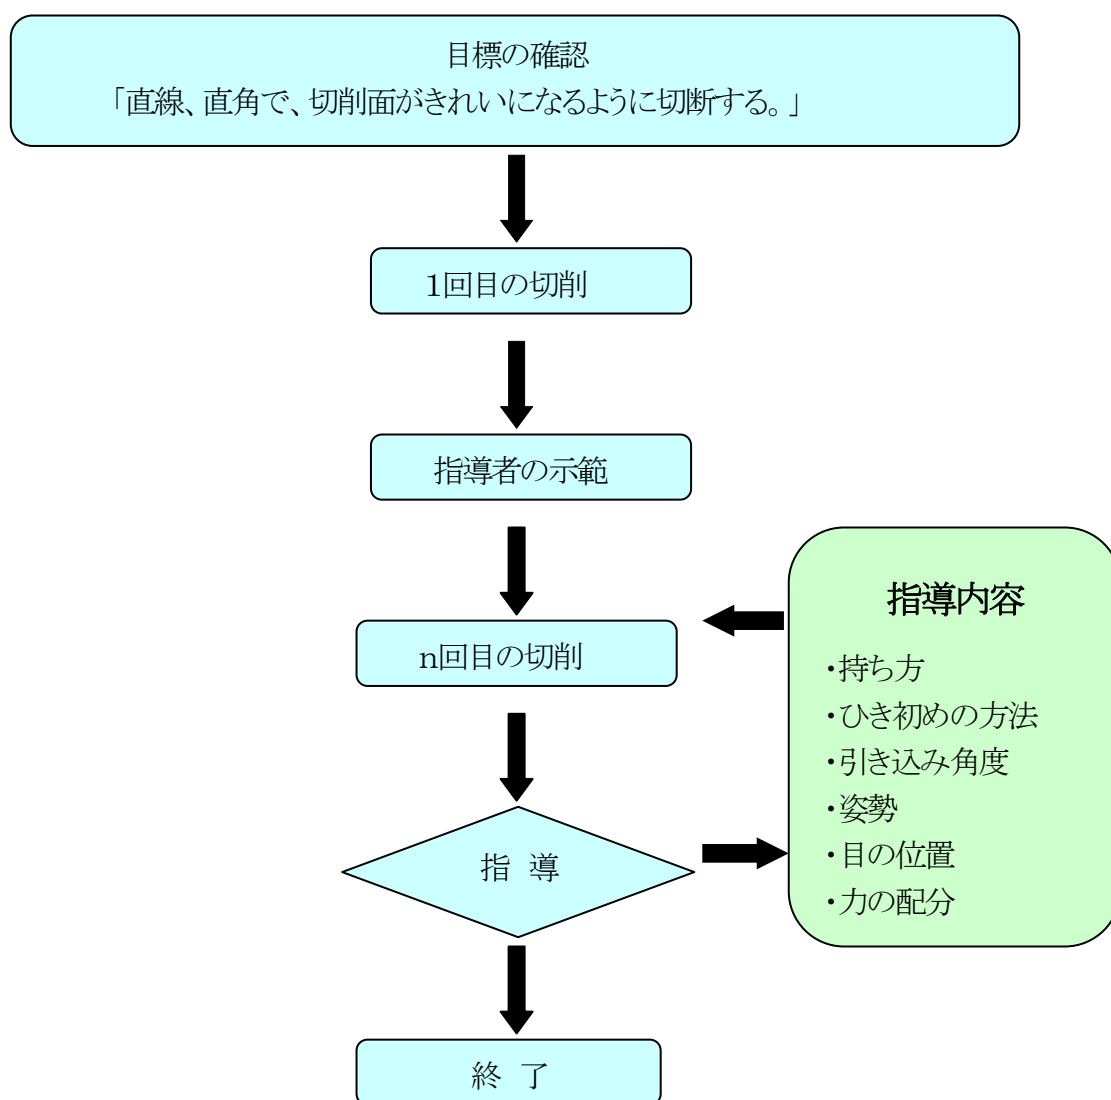 目標の確認
「直線、直角で、切削面がきれいになるように切断する。」
1回目の切削
指導者の示範
n回目の切削
指 導
指導内容
・持ち方
・ひき初めの方法
・引き込み角度
・姿勢
・目の位置
・力の配分
終 了